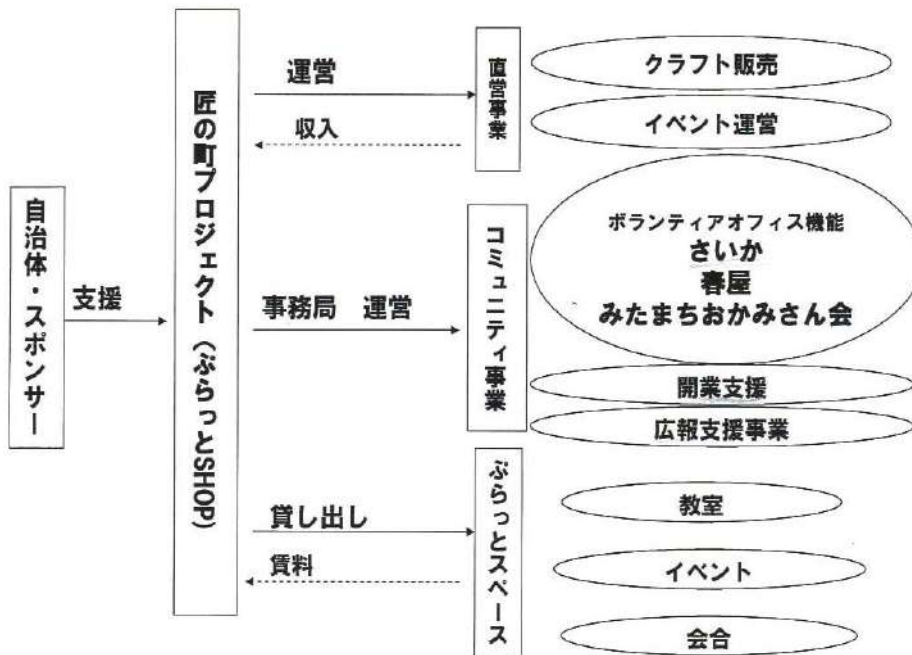 自治体・スポンサー
支援
匠の町プロジェクト(ぷらっとSHOP)
運営
収入
直営事業
クラフト販売
イベント運営
事務局 運営
コミュニティ事業
ボランティアオフィス機能
さいか
春屋
みたまちおかみさん会
開業支援
広報支援事業
貸し出し
賃料
ぷらっとスペース
教室
イベント
会合